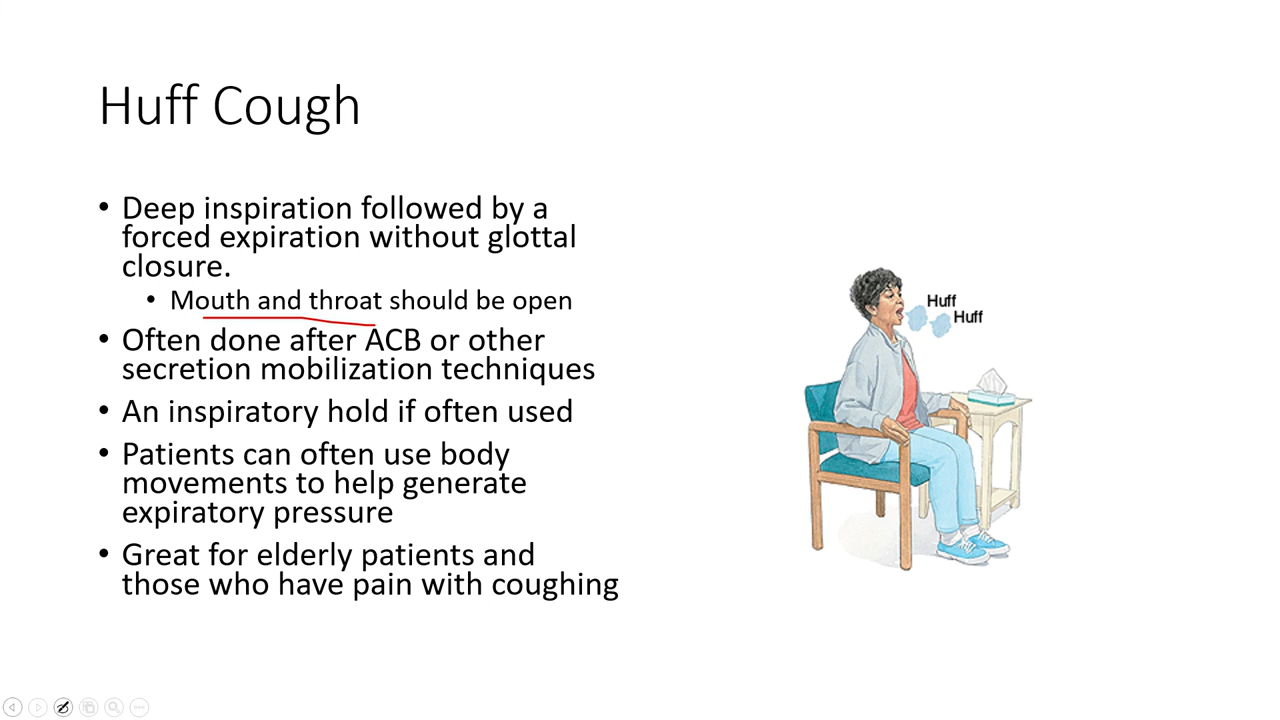 Huff Cough
• Deep inspiration followed by a
forced expiration without glottal
closure.
• Mouth and throat should be open
• Often done after ACB or other
secretion mobilization techniques
• An inspiratory hold if often used
• Patients can often use body
movements to help generate
expiratory pressure
• Great for elderly patients and
those who have pain with coughing
Huff
Huff